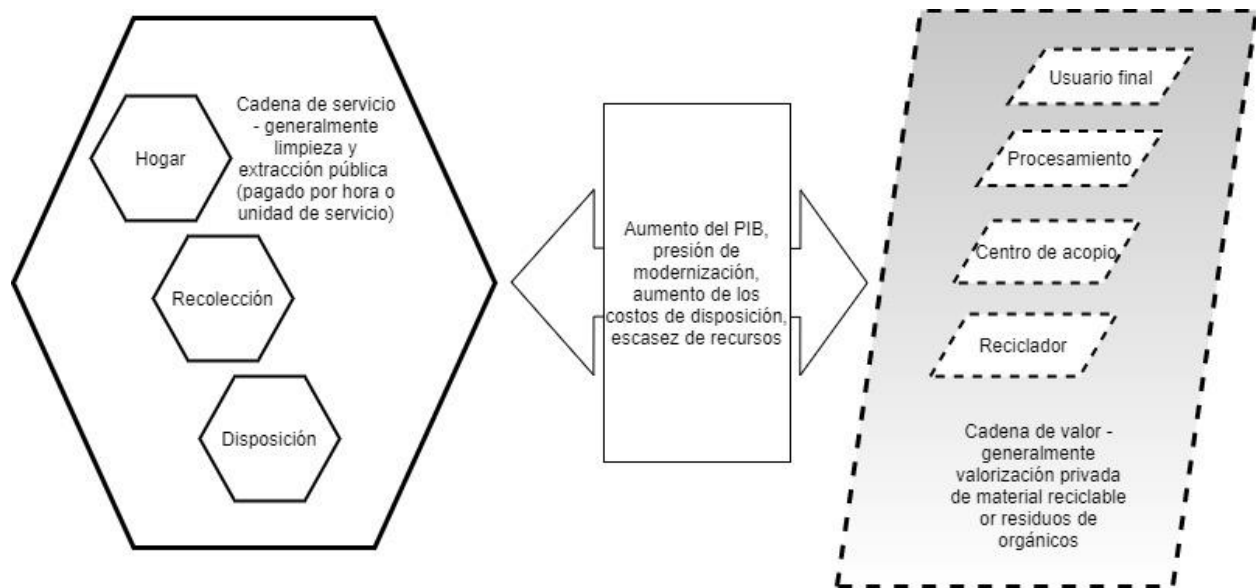 Hogar
Cadena de servicio
- generalmente
limpieza y
extracción pública
(pagado por hora o
unidad de servicio)
Recolección
Disposición
Aumento del PIB,
presión de
modernización,
aumento de los
costos de disposición,
escasez de recursos
Usuario final
Procesamiento
Centro de acopio
Reciclador
Cadena de valor -
generalmente
valorización privada
de material reciclable
or residuos de
orgánicos